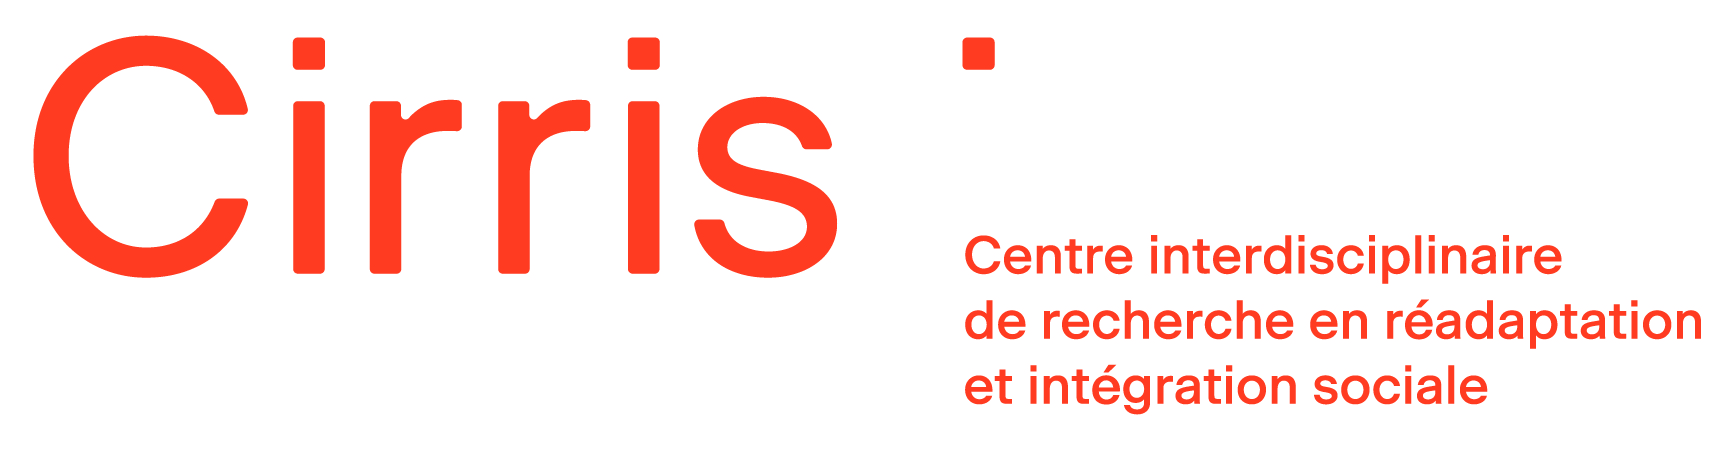 Cirris
Centre interdisciplinaire
de recherche en réadaptation
et intégration sociale